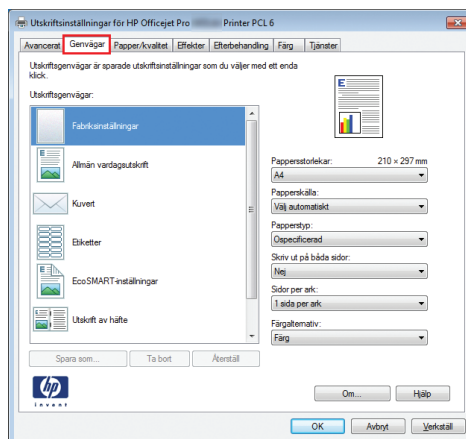 Utskriftsinställningar för HP Officejet Pro Printer PCL 6
Avancerat Genvägar Papper/kvalitet Effekter Efterbehandling Färg Tjänster
Utskriftsgenvägar är sparade utskriftsinställningar som du väljer med ett enda
klick.
Utskriftsgenvägar:
Fabriksinställningar
Allmän vardagsutskrift
Kuvert
Etiketter
EcoSMART-inställningar
Utskrift av häfte
Spara som... Ta bort Återställ
Pappersstorlekar: 210 × 297 mm
A4
Papperskälla:
Välj automatiskt
Papperstyp:
Ospecificerad
Skriv ut på båda sidor:
Nej
Sidor per ark:
1 sida per ark
Färgalternativ:
Färg
hp
invent
Om... Hjälp
OK Avbryt Verkställ